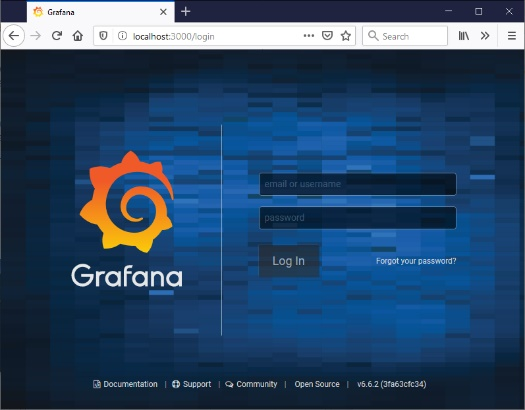 Grafana
localhost:3000/login
Search
email or username
password
Log In
Forgot your password?
Grafana
Documentation | Support | Community | Open Source | v6.6.2 (3fa63cfc34)